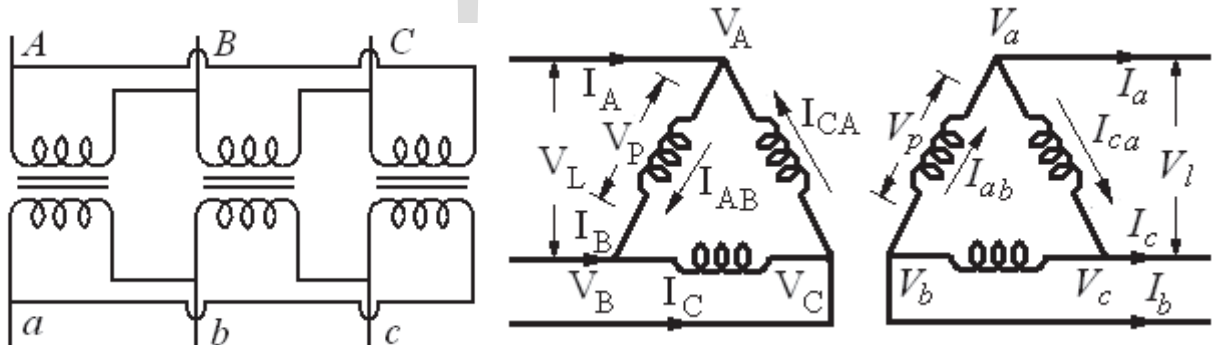 A B C
a b c
V_A
I_A
V_P
I_CA
V_L
I_AB
I_B
V_B I_C V_C
V_a
I_a
V_p
I_ca
V_l
I_ab
I_c
V_b V_c I_b